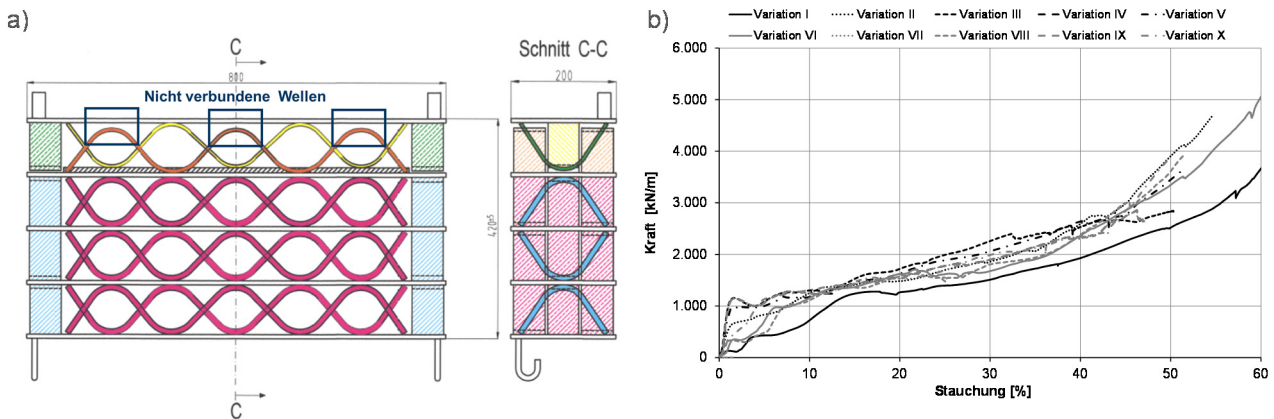 a)
C
800
Nicht verbundene Wellen
420±5
C
Schnitt C-C
200
b)
Variation I
Variation II
Variation III
Variation IV
Variation V
Variation VI
Variation VII
Variation VIII
Variation IX
Variation X
Kraft [kN/m]
6.000
5.000
4.000
3.000
2.000
1.000
0
0
10
20
30
40
50
60
Stauchung [%]